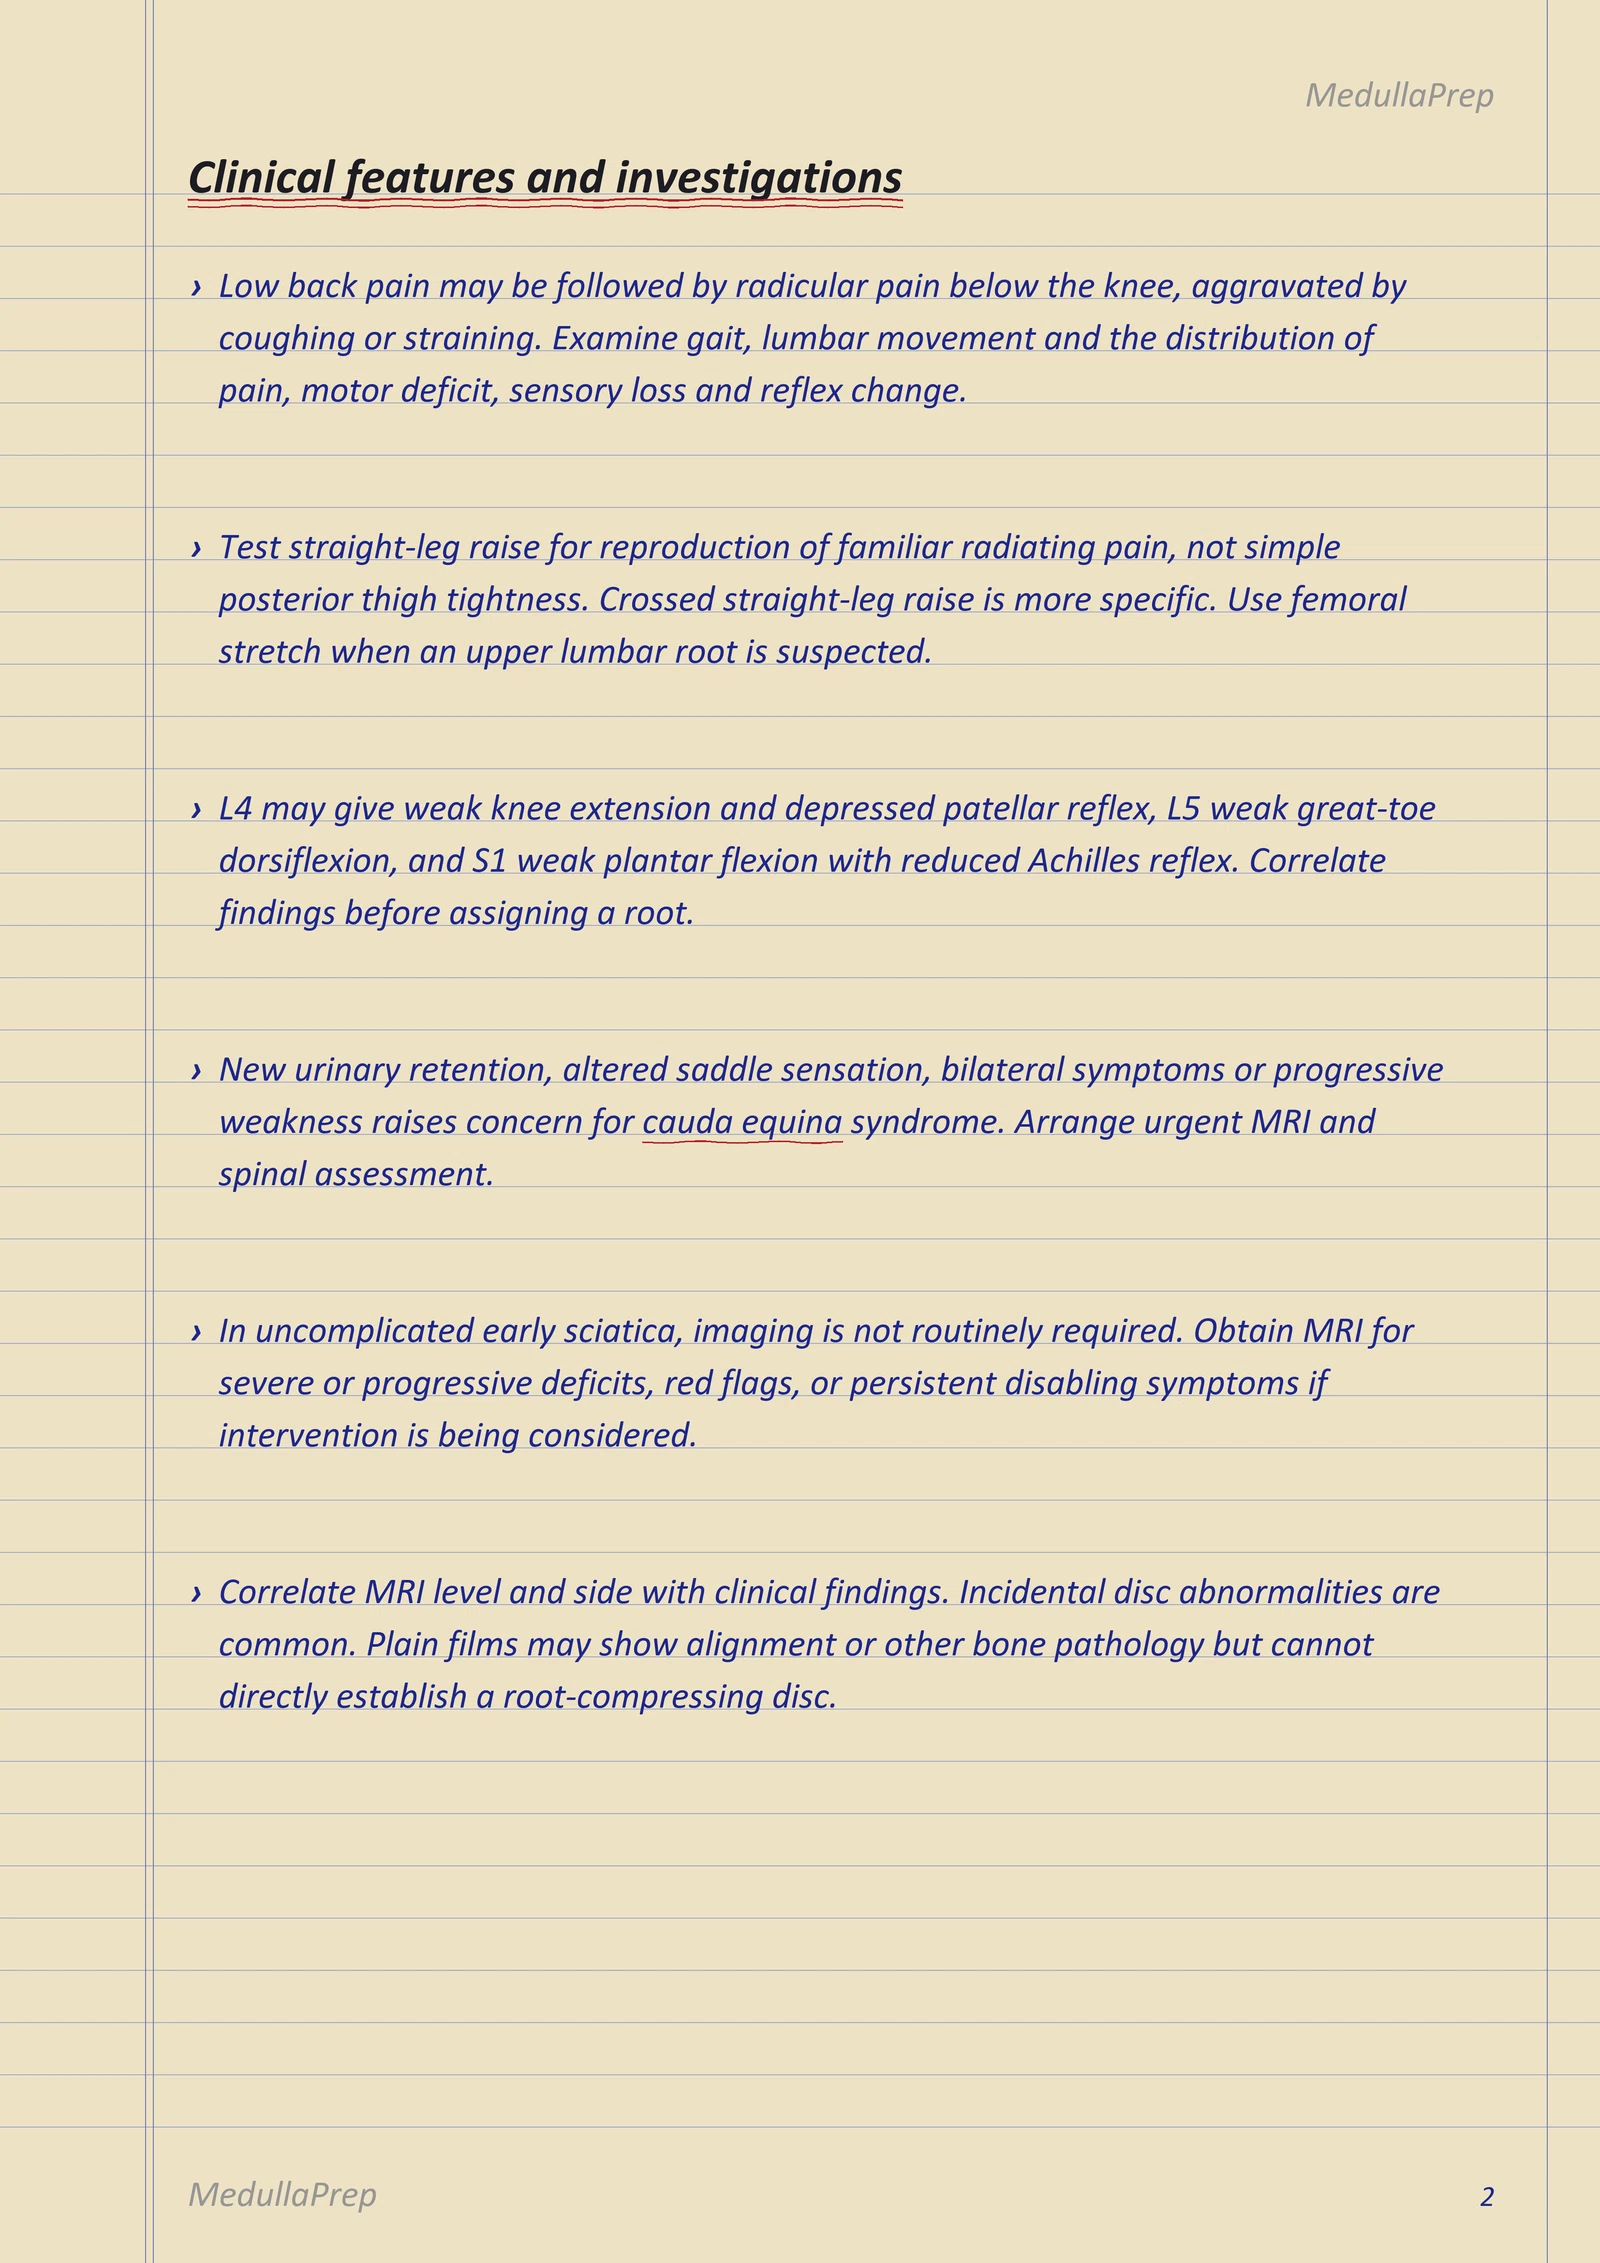 MedullaPrep
Clinical features and investigations
› Low back pain may be followed by radicular pain below the knee, aggravated by
coughing or straining. Examine gait, lumbar movement and the distribution of
pain, motor deficit, sensory loss and reflex change.
› Test straight-leg raise for reproduction of familiar radiating pain, not simple
posterior thigh tightness. Crossed straight-leg raise is more specific. Use femoral
stretch when an upper lumbar root is suspected.
› L4 may give weak knee extension and depressed patellar reflex, L5 weak great-toe
dorsiflexion, and S1 weak plantar flexion with reduced Achilles reflex. Correlate
findings before assigning a root.
› New urinary retention, altered saddle sensation, bilateral symptoms or progressive
weakness raises concern for cauda equina syndrome. Arrange urgent MRI and
spinal assessment.
› In uncomplicated early sciatica, imaging is not routinely required. Obtain MRI for
severe or progressive deficits, red flags, or persistent disabling symptoms if
intervention is being considered.
› Correlate MRI level and side with clinical findings. Incidental disc abnormalities are
common. Plain films may show alignment or other bone pathology but cannot
directly establish a root-compressing disc.
MedullaPrep
2